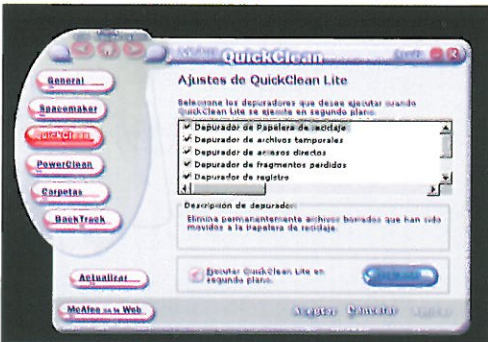 QuickClean
General
Spacemaker
QuickClean
PowerClean
Carpetas
BackTrack
Actualizar
McAfee en la Web
Ajustes de QuickClean Lite
Seleccione los depuradores que desee ejecutar cuando
QuickClean Lite se ejecute en segundo plano:
Depurador de Papelera de reciclaje
Depurador de archivos temporales
Depurador de accesos directos
Depurador de fragmentos perdidos
Depurador de registro
Descripción de depurador:
Elimina permanentemente archivos borrados que han sido
movidos a la Papelera de reciclaje.
Ejecutar QuickClean Lite en
segundo plano.
Aceptar Cancelar